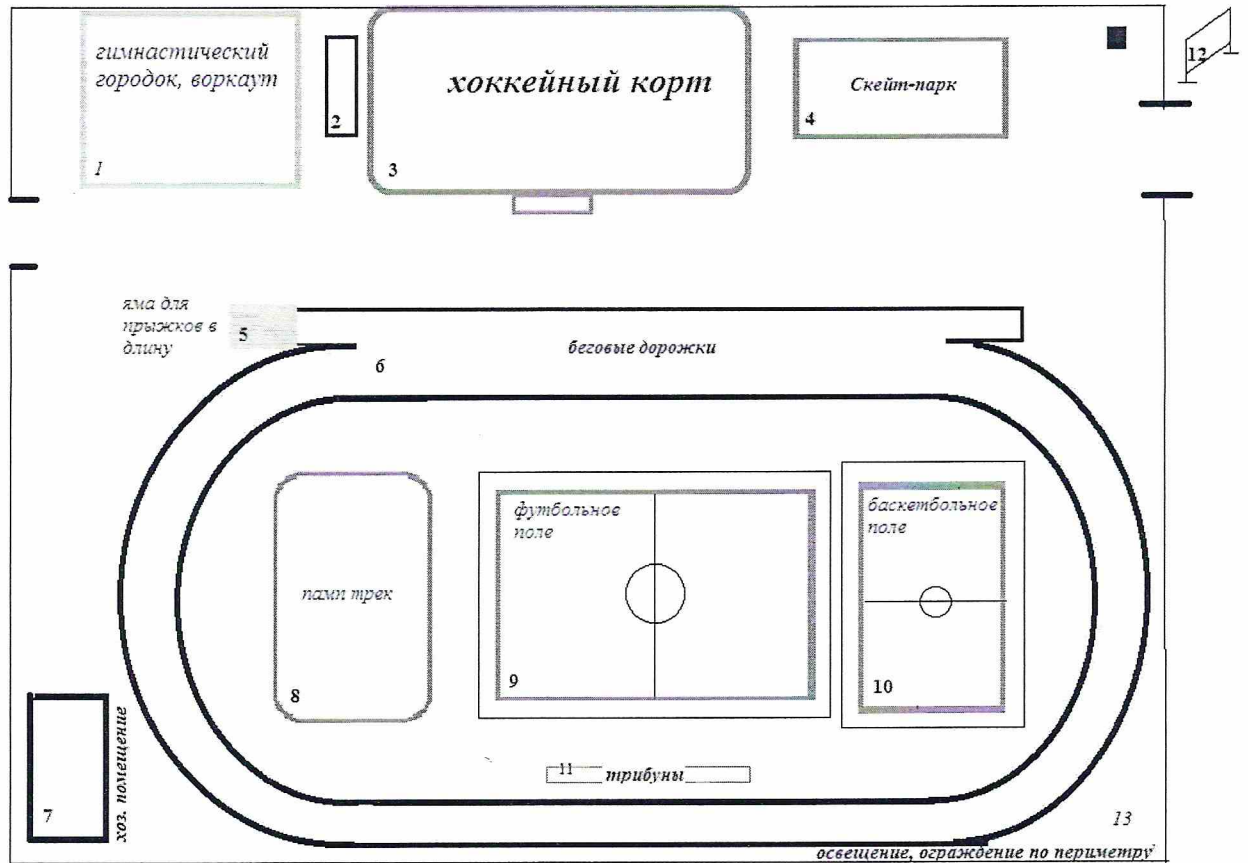 гимнастический
городок, воркаут
1
2
хоккейный корт
3
Скейт-парк
4
12
яма для
прыжков в
длину
5
6
беговые дорожки
памп трек
8
футбольное
поле
9
баскетбольное
поле
10
11 трибуны
7
хоз. помещение
13
освещение, ограждение по периметру